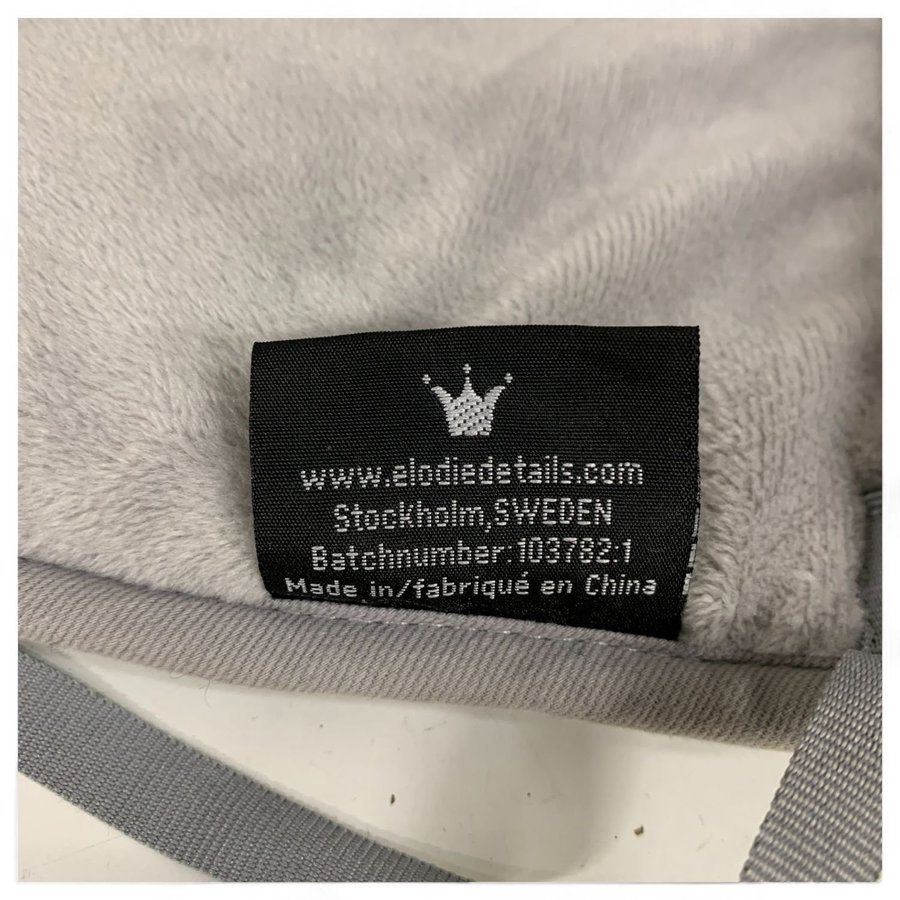 www.elodiedetails.com
Stockholm,SWEDEN
Batchnumber:103782:1
Made in/fabriqué en China